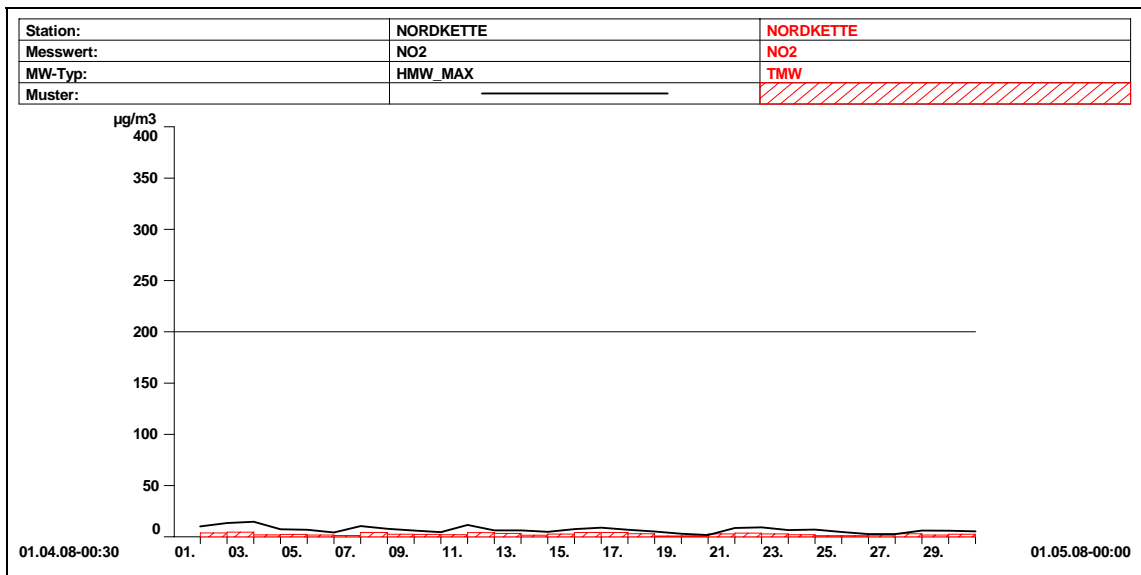 Station: NORDKETTE NORDKETTE
Messwert: NO2 NO2
MW-Typ: HMW_MAX TMW
Muster:
µg/m3
400
350
300
250
200
150
100
50
0
01.04.08-00:30 01. 03. 05. 07. 09. 11. 13. 15. 17. 19. 21. 23. 25. 27. 29. 01.05.08-00:00